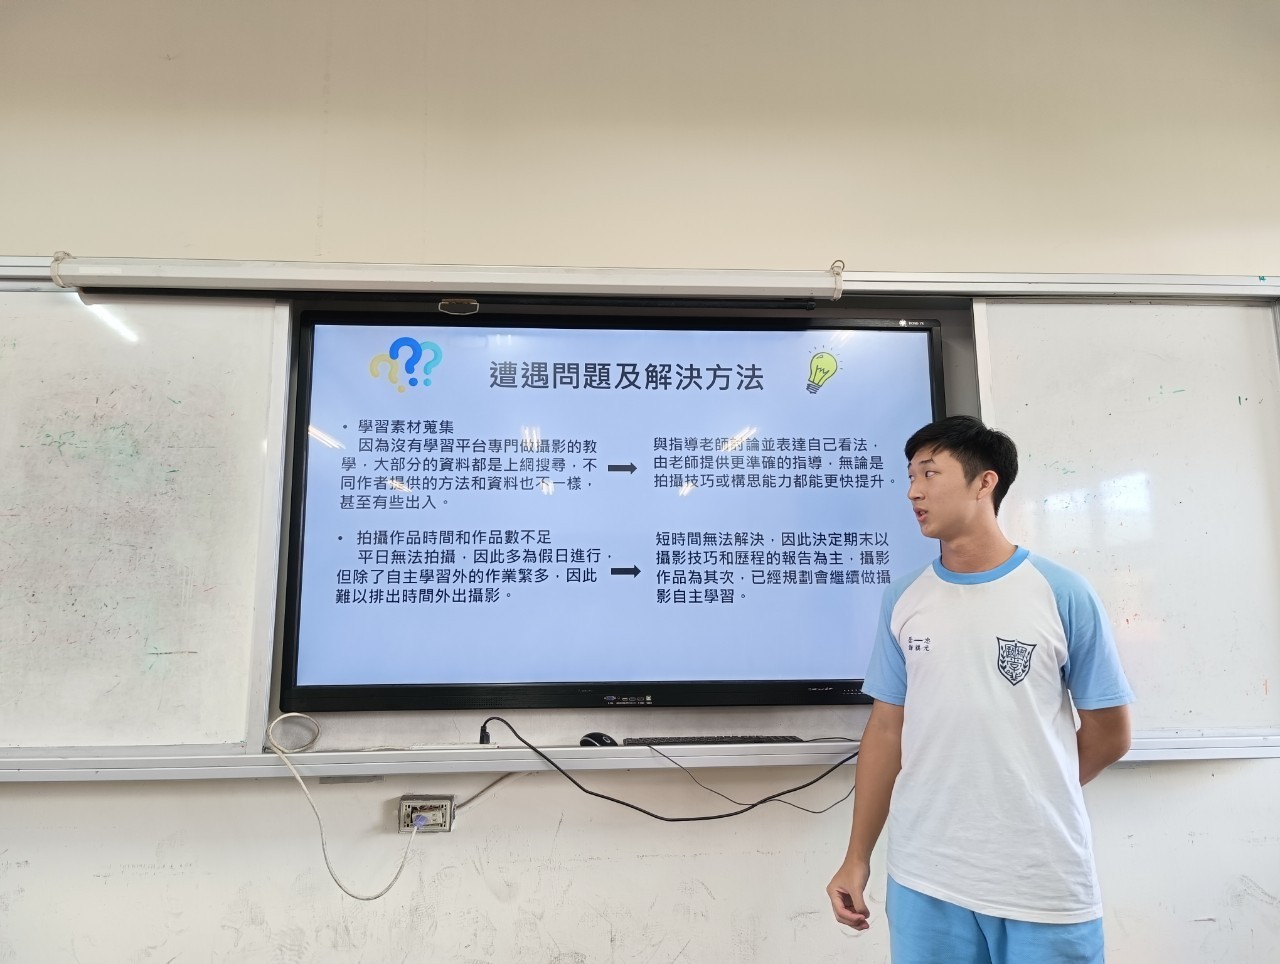 遭遇問題及解決方法
• 學習素材蒐集
因為沒有學習平台專門做攝影的教
學，大部分的資料都是上網搜尋，不
同作者提供的方法和資料也不一樣，
甚至有些出入。
與指導老師討論並表達自己看法，
由老師提供更準確的指導，無論是
拍攝技巧或構思能力都能更快提升。
• 拍攝作品時間和作品數不足
平日無法拍攝，因此多為假日進行，
但除了自主學習外的作業繁多，因此
難以排出時間外出攝影。
短時間無法解決，因此決定期末以
攝影技巧和歷程的報告為主，攝影
作品為其次，已經規劃會繼續做攝
影自主學習。